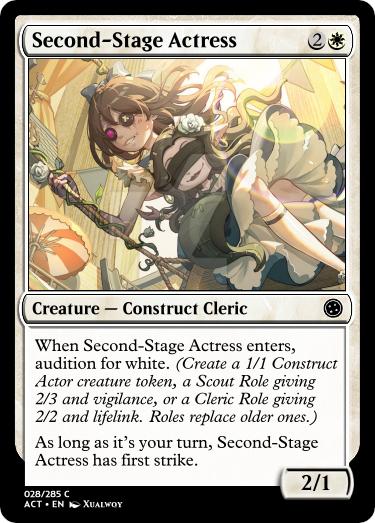 Second-Stage Actress 2
Creature — Construct Cleric
When Second-Stage Actress enters,
audition for white. (Create a 1/1 Construct
Actor creature token, a Scout Role giving
2/3 and vigilance, or a Cleric Role giving
2/2 and lifelink. Roles replace older ones.)
As long as it's your turn, Second-Stage
Actress has first strike.
2/1
028/285 C
ACT • EN Xualwoy